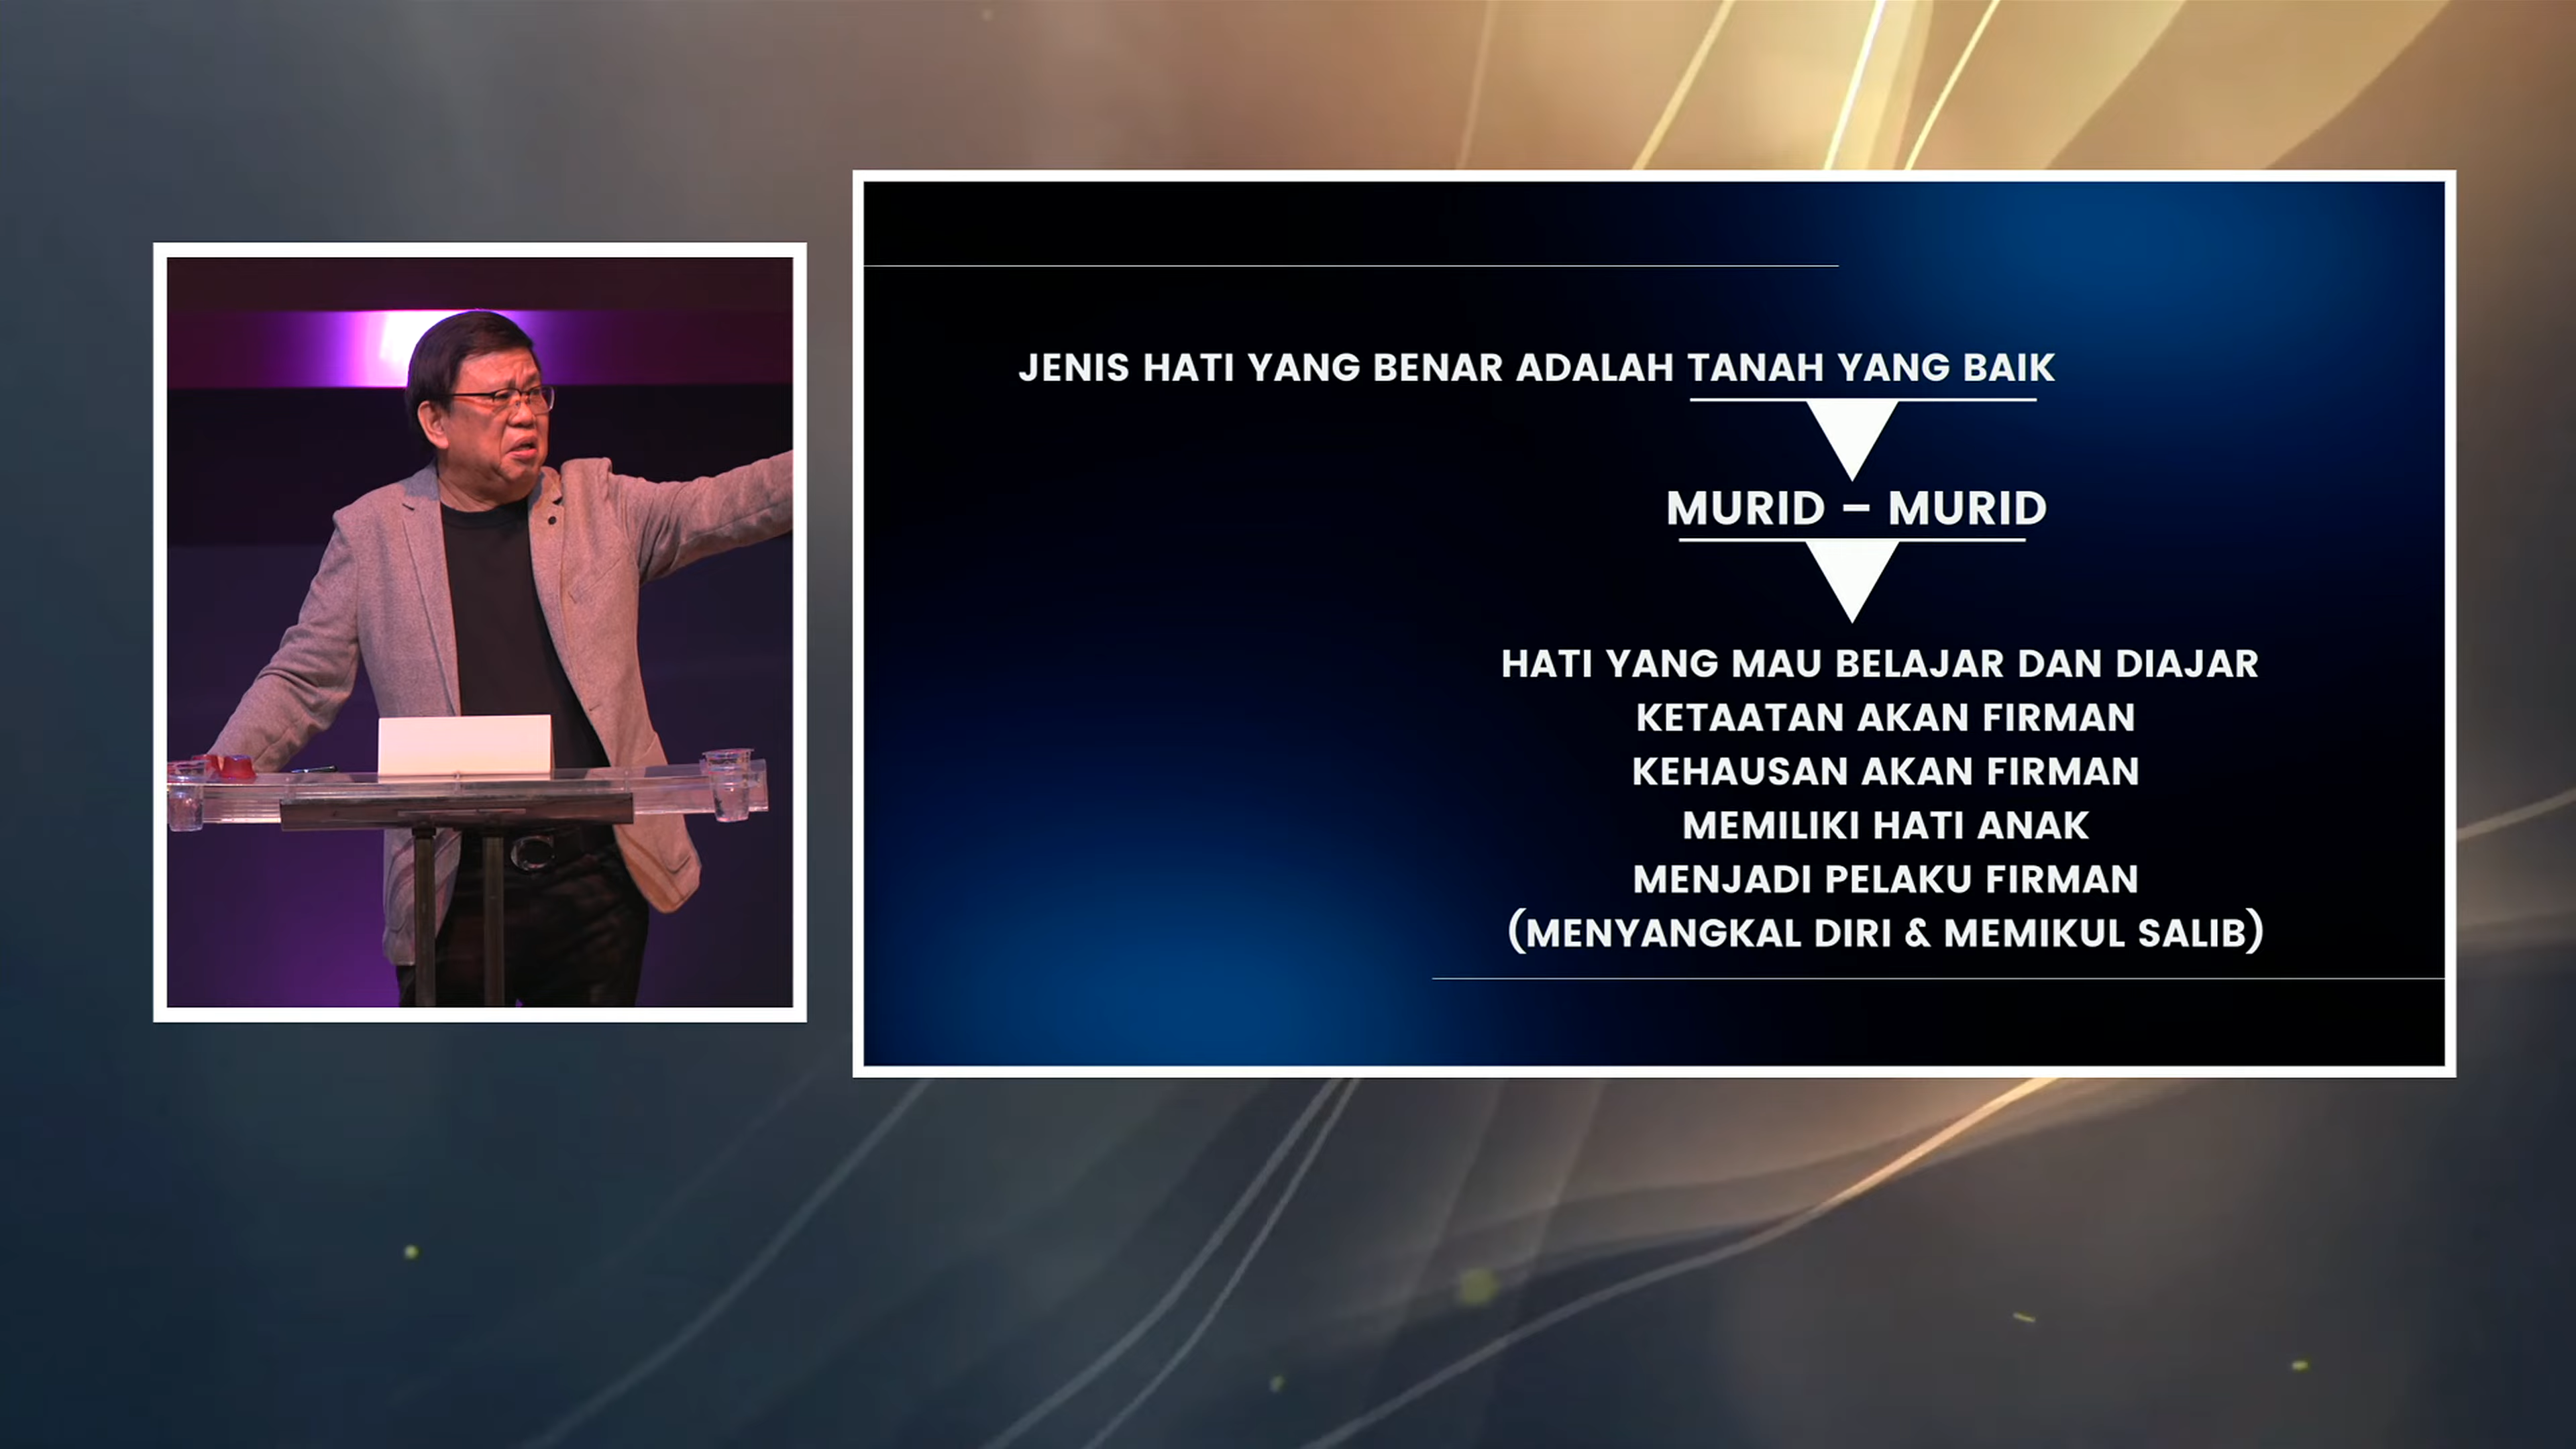 JENIS HATI YANG BENAR ADALAH TANAH YANG BAIK
MURID – MURID
HATI YANG MAU BELAJAR DAN DIAJAR
KETAATAN AKAN FIRMAN
KEHAUSAN AKAN FIRMAN
MEMILIKI HATI ANAK
MENJADI PELAKU FIRMAN
(MENYANGKAL DIRI & MEMIKUL SALIB)